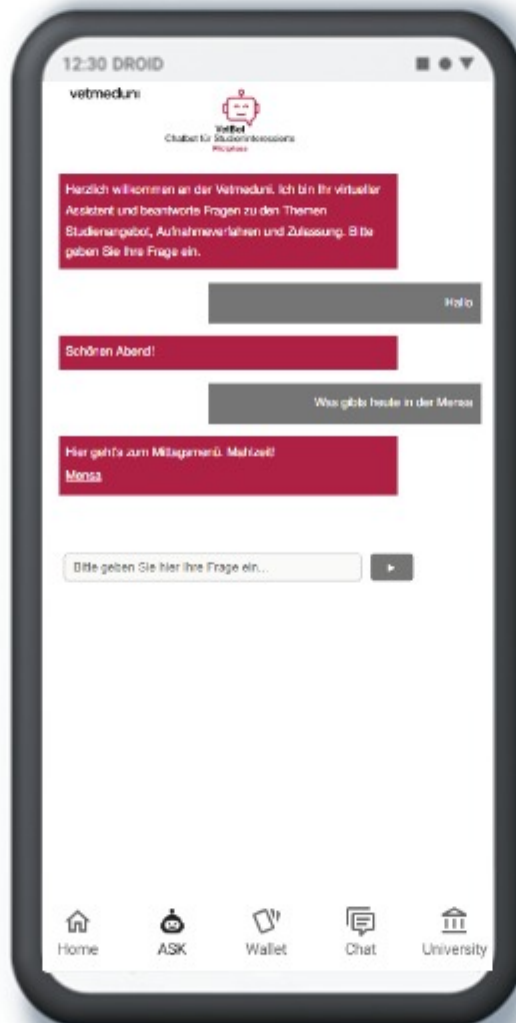 12:30 DROID
vetmeduni
VetBot
Chatbot für Studieninteressierte
Pilotphase
Herzlich willkommen an der Vetmeduni. Ich bin Ihr virtueller
Assistent und beantworte Fragen zu den Themen
Studienangebot, Aufnahmeverfahren und Zulassung. Bitte
geben Sie Ihre Frage ein.
Hallo
Schönen Abend!
Was gibts heute in der Mensa
Hier geht's zum Mittagsmenü. Mahlzeit!
Mensa
Bitte geben Sie hier Ihre Frage ein...
Home
ASK
Wallet
Chat
University